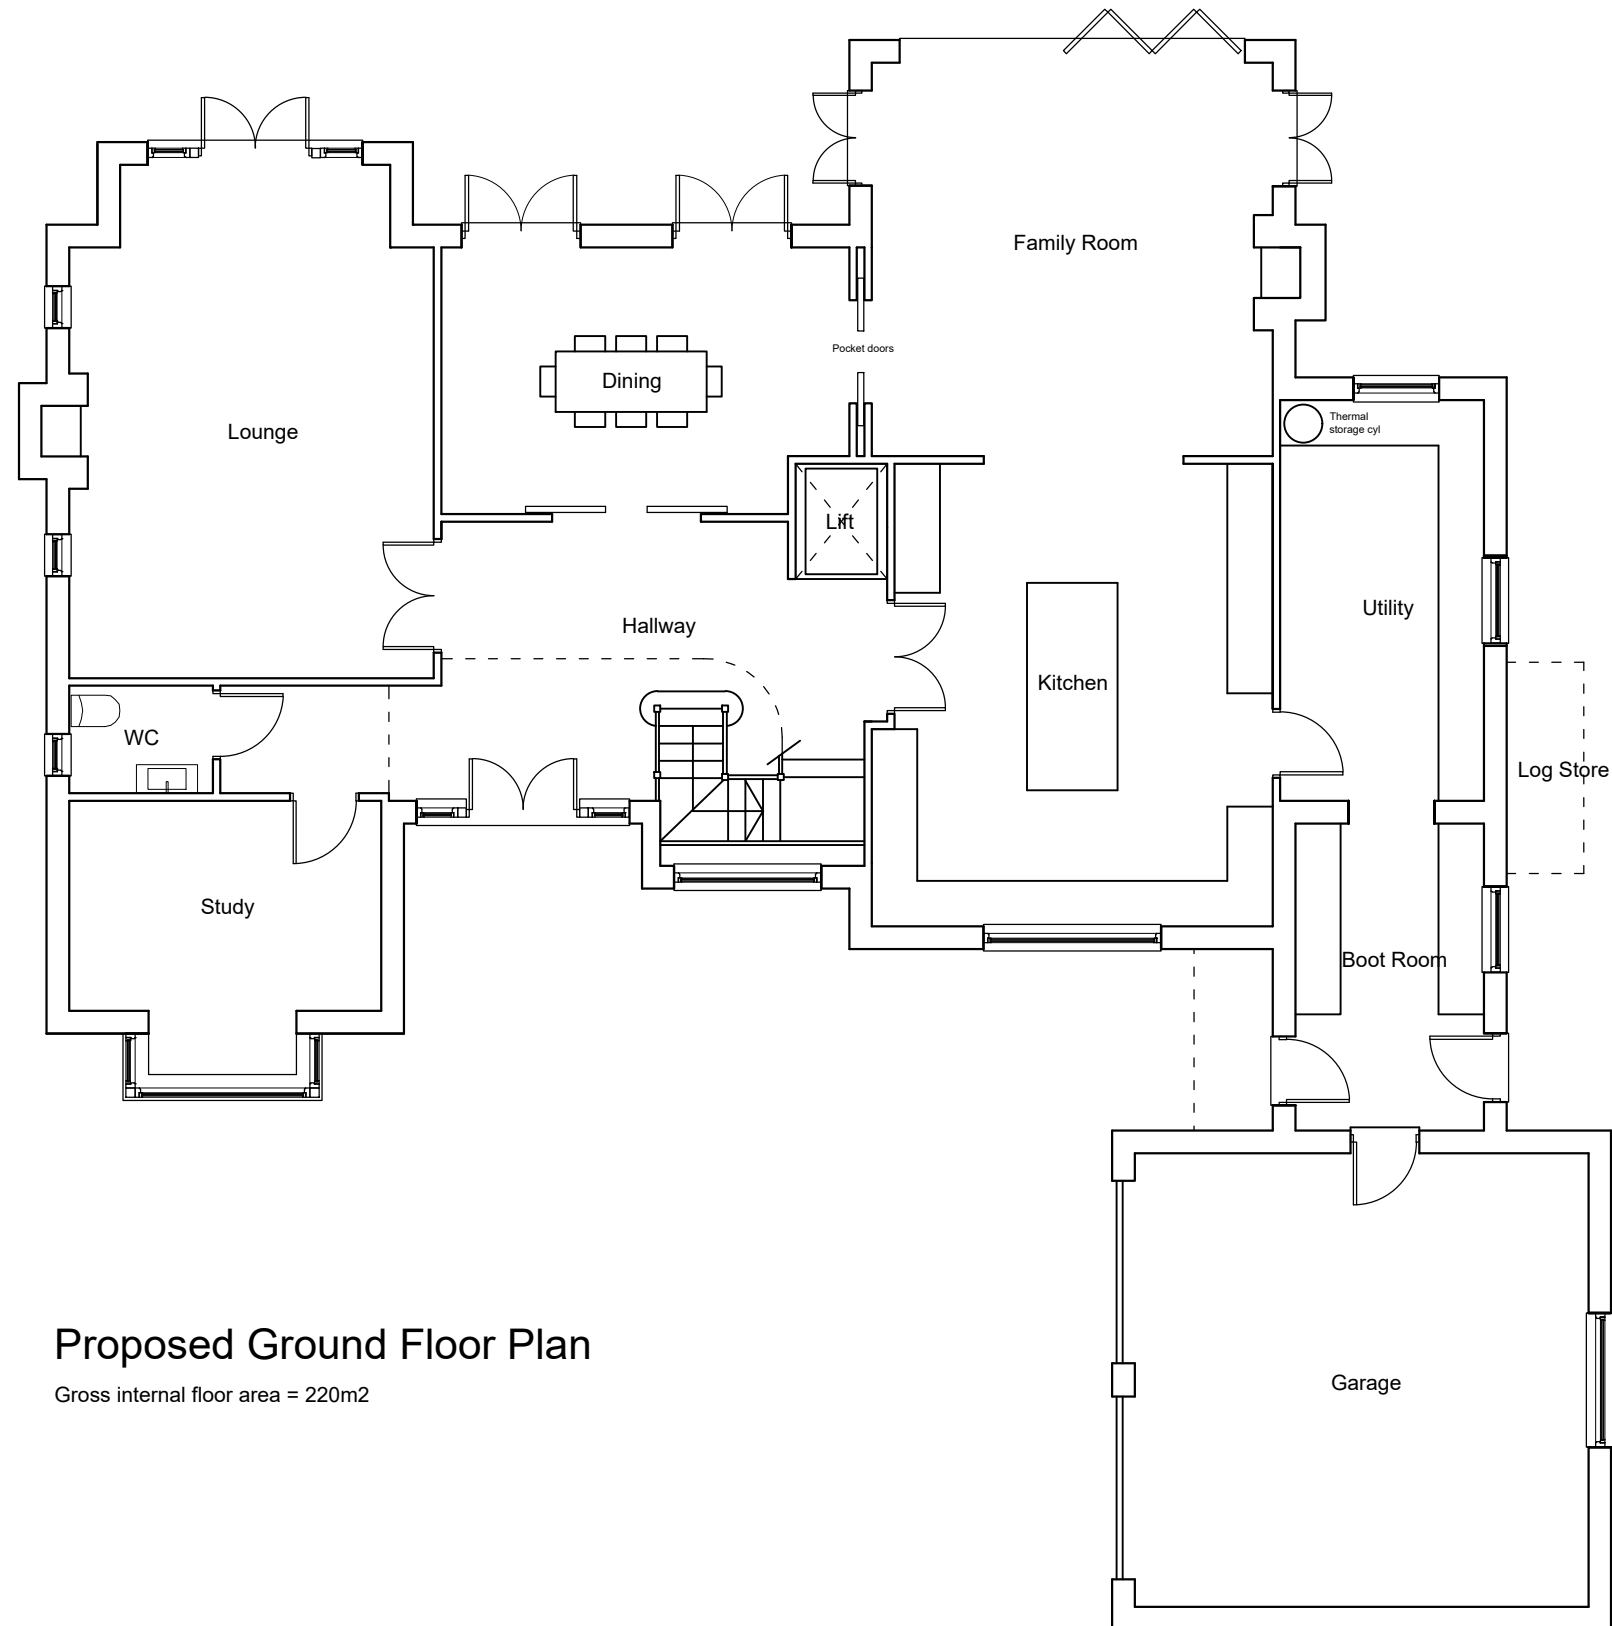 Family Room
Pocket doors
Dining
Thermal
storage cyl
Lounge
Lift
Utility
Hallway
Kitchen
WC
Log Store
Study
Boot Room
Proposed Ground Floor Plan
Gross internal floor area = 220m2
Garage